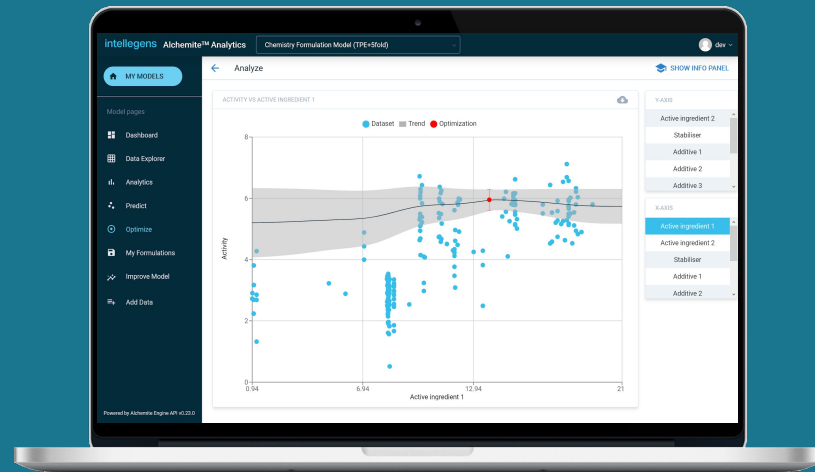 intellegens Alchemite™ Analytics
Chemistry Formulation Model (TPE+5fold)
dev
MY MODELS
Analyze
SHOW INFO PANEL
Model pages
Dashboard
Data Explorer
Analytics
Predict
Optimize
My Formulations
Improve Model
Add Data
Powered by Alchemite Engine API v0.23.0
ACTIVITY VS ACTIVE INGREDIENT 1
Dataset Trend Optimization
8
6
4
2
0
Activity
0.94 6.94 12.94 21
Active ingredient 1
Y-AXIS
Active ingredient 2
Stabiliser
Additive 1
Additive 2
Additive 3
X-AXIS
Active ingredient 1
Active ingredient 2
Stabiliser
Additive 1
Additive 2